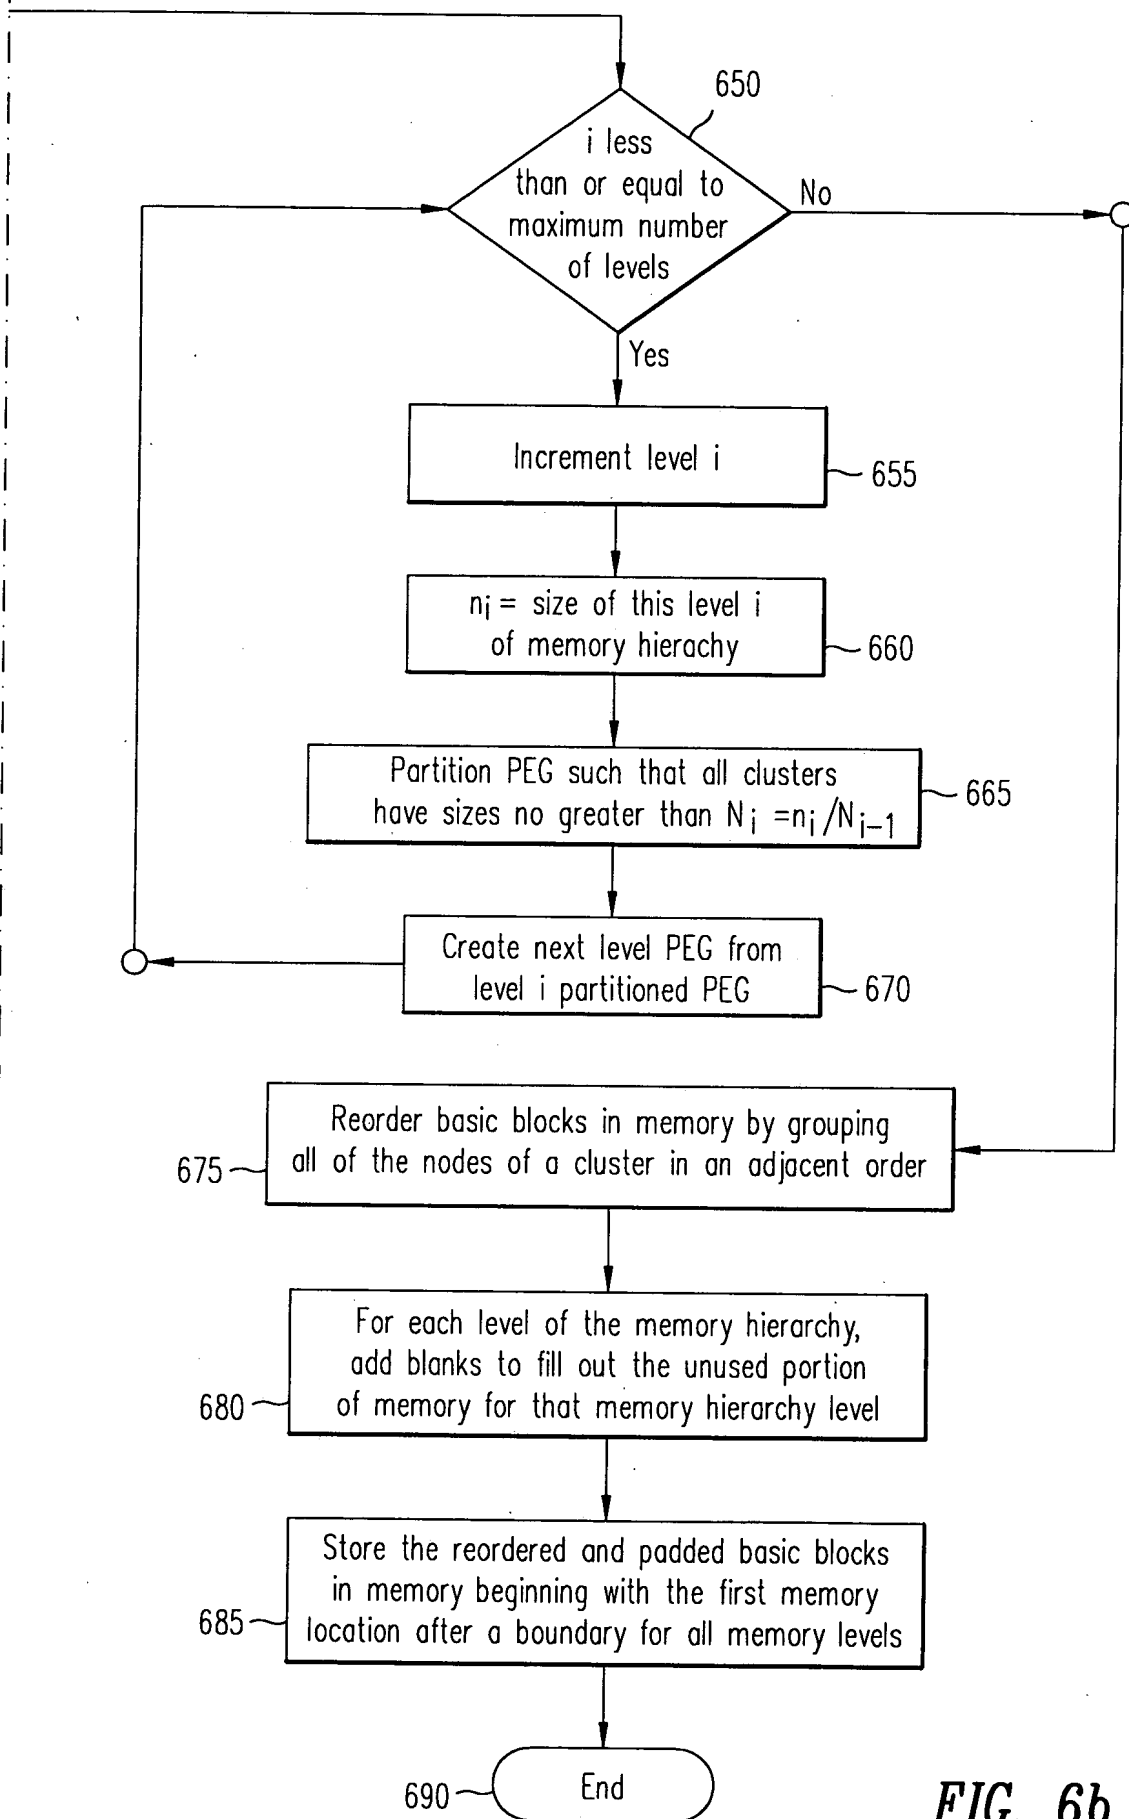 650
i less
than or equal to
maximum number
of levels
No
Yes
Increment level i
655
ni = size of this level i
of memory hierachy
660
Partition PEG such that all clusters
have sizes no greater than Ni =ni/Ni-1
665
Create next level PEG from
level i partitioned PEG
670
Reorder basic blocks in memory by grouping
all of the nodes of a cluster in an adjacent order
675
For each level of the memory hierarchy,
add blanks to fill out the unused portion
of memory for that memory hierarchy level
680
Store the reordered and padded basic blocks
in memory beginning with the first memory
location after a boundary for all memory levels
685
End
690
FIG. 6b